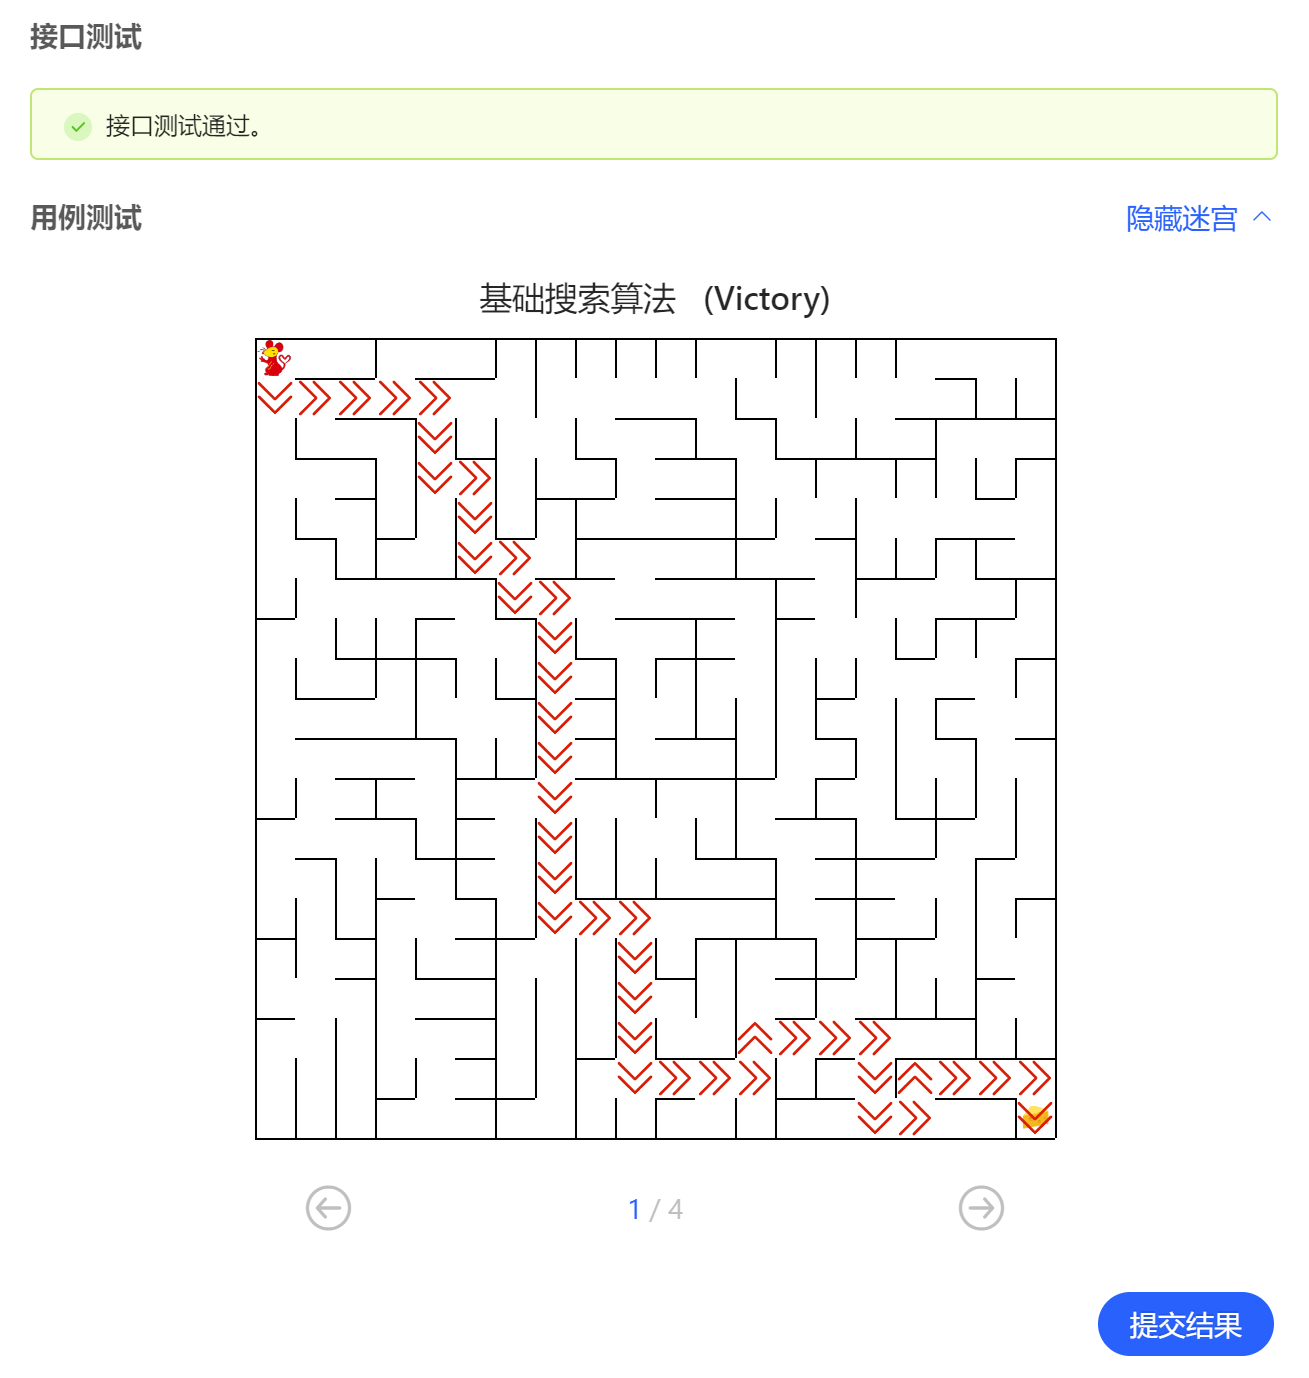 接口测试
接口测试通过。
用例测试
隐藏迷宫
基础搜索算法 (Victory)
1 / 4
提交结果